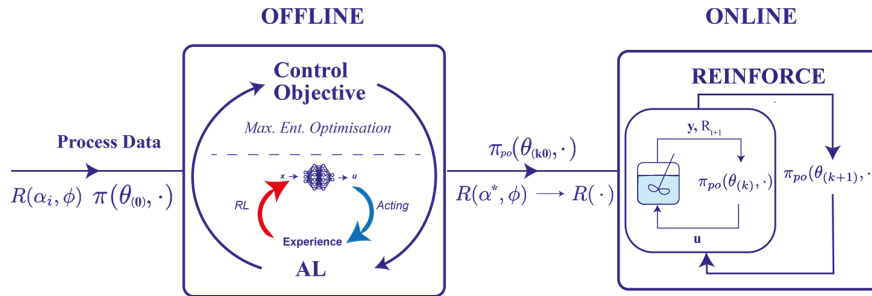 OFFLINE
ONLINE
Control
Objective
Max. Ent. Optimisation
x
u
RL
Acting
Experience
AL
Process Data
R(α_i, ϕ) π(θ_(0), ·)
π_po(θ_(k0), ·)
R(α*, ϕ) → R(·)
REINFORCE
y, R_t+1
π_po(θ_(k), ·)
u
π_po(θ_(k+1), ·